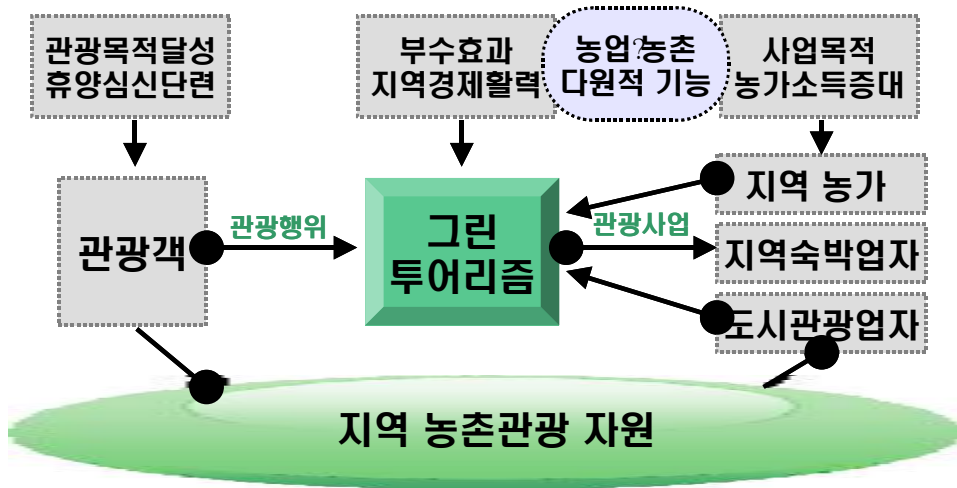 관광목적달성
휴양심신단련
부수효과
지역경제활력
농업?농촌
다원적 기능
사업목적
농가소득증대
관광객
관광행위
그린
투어리즘
관광사업
지역 농가
지역숙박업자
도시관광업자
지역 농촌관광 자원